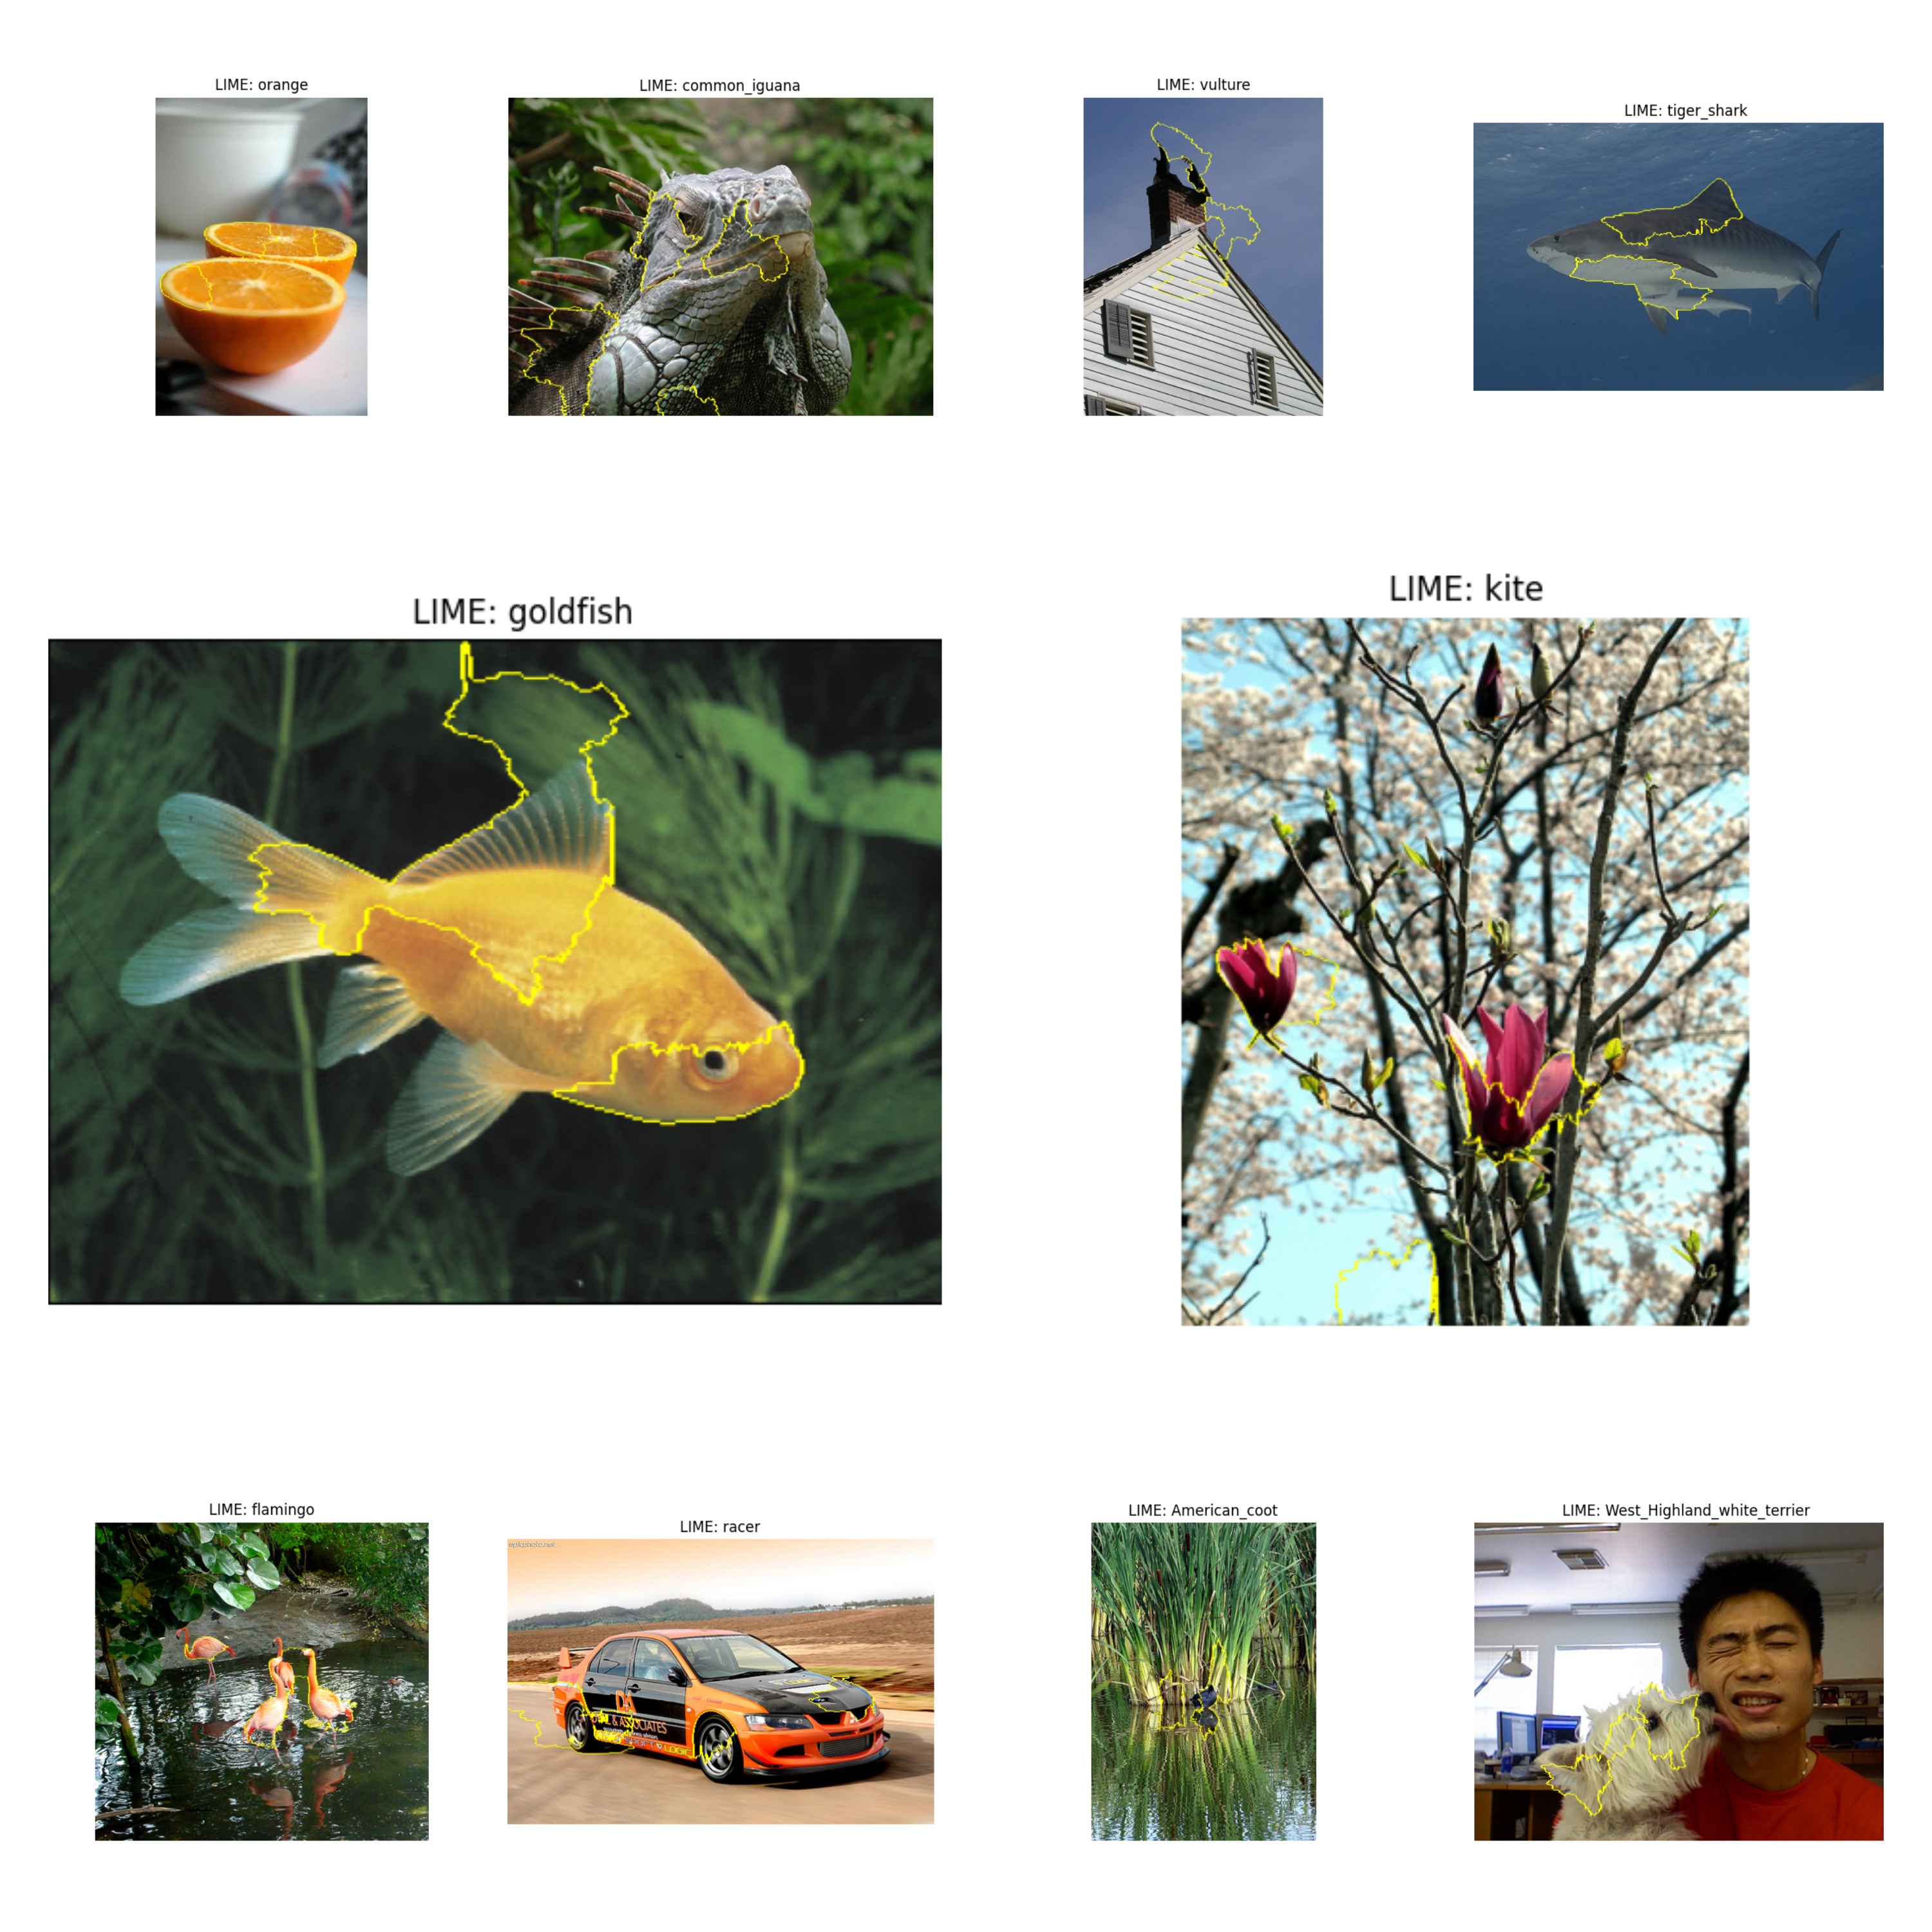 LIME: orange
LIME: common_iguana
LIME: vulture
LIME: tiger_shark
LIME: goldfish
LIME: kite
LIME: flamingo
LIME: racer
LIME: American_coot
LIME: West_Highland_white_terrier
& ASSOCIATES